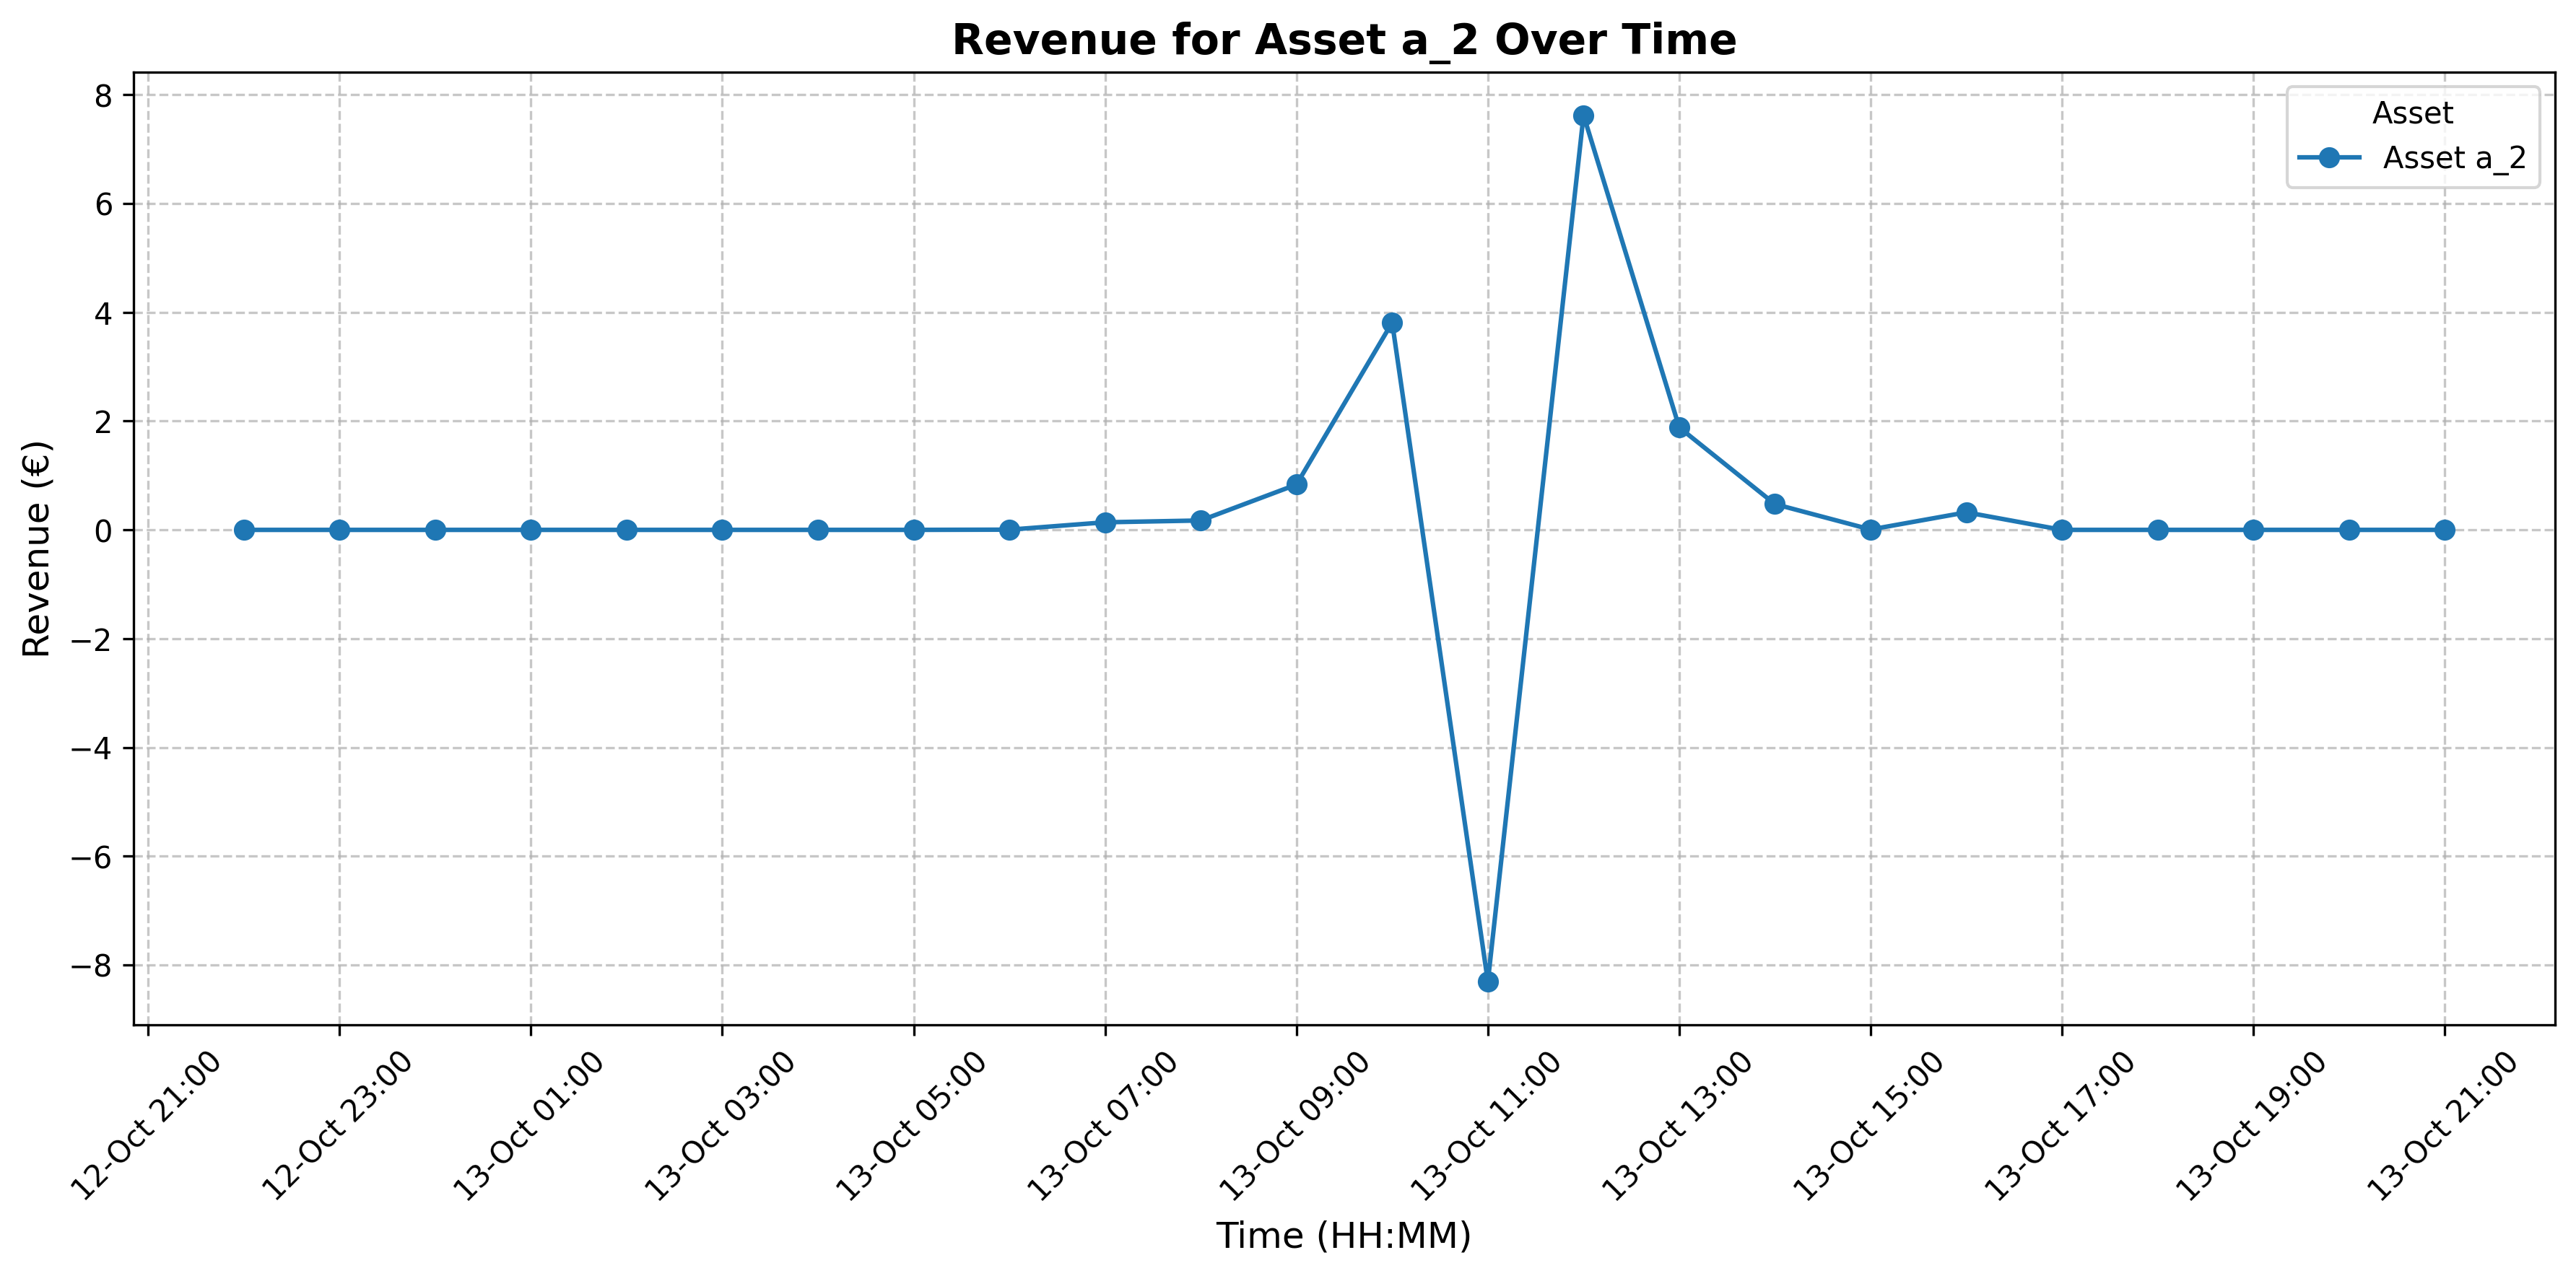 Revenue for Asset a_2 Over Time
Asset
Asset a_2
Revenue (€)
8
6
4
2
0
−2
−4
−6
−8
12-Oct 21:00
12-Oct 23:00
13-Oct 01:00
13-Oct 03:00
13-Oct 05:00
13-Oct 07:00
13-Oct 09:00
13-Oct 11:00
13-Oct 13:00
13-Oct 15:00
13-Oct 17:00
13-Oct 19:00
13-Oct 21:00
Time (HH:MM)